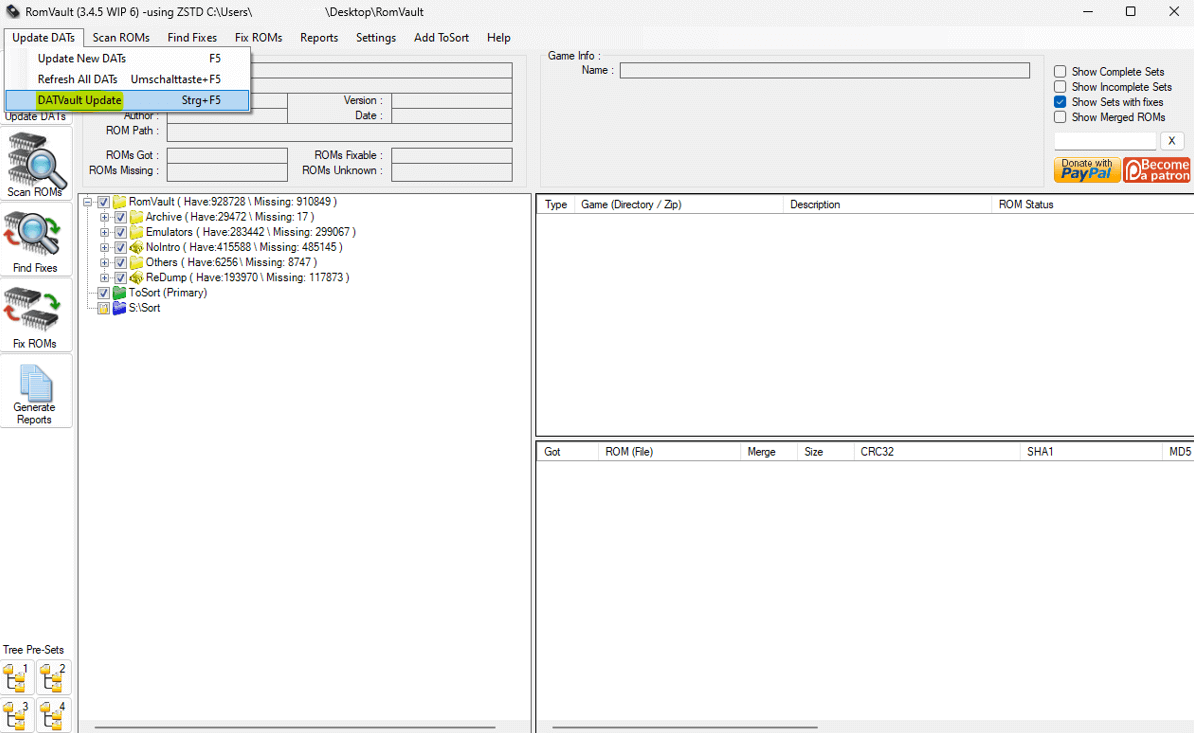 RomVault (3.4.5 WIP 6) -using ZSTD C:\Users\ \Desktop\RomVault
Update DATs Scan ROMs Find Fixes Fix ROMs Reports Settings Add ToSort Help
Update New DATs F5
Refresh All DATs Umschalttaste+F5
DATVault Update Strg+F5
Update DATs
Scan ROMs
Find Fixes
Fix ROMs
Generate
Reports
Tree Pre-Sets
1 2
3 4
Version :
Author : Date :
ROM Path :
ROMs Got : ROMs Fixable :
ROMs Missing : ROMs Unknown :
Game Info :
Name :
Show Complete Sets
Show Incomplete Sets
Show Sets with fixes
Show Merged ROMs
X
Donate with
PayPal
Become
a patron
RomVault ( Have:928728 \ Missing: 910849 )
Archive ( Have:29472 \ Missing: 17 )
Emulators ( Have:283442 \ Missing: 299067 )
NoIntro ( Have:415588 \ Missing: 485145 )
Others ( Have:6256 \ Missing: 8747 )
ReDump ( Have:193970 \ Missing: 117873 )
ToSort (Primary)
S:\Sort
Type Game (Directory / Zip) Description ROM Status
Got ROM (File) Merge Size CRC32 SHA1 MD5